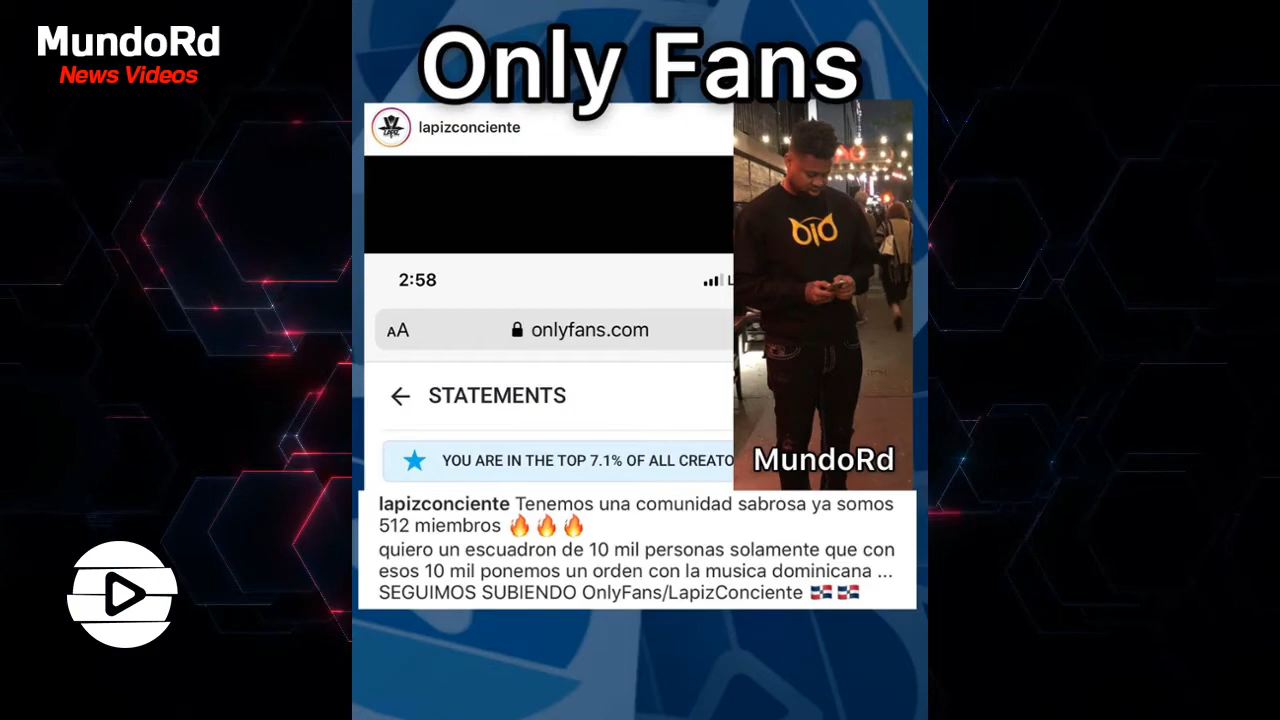 MundoRd
News Videos
Only Fans
lapizconciente
2:58
AA onlyfans.com
STATEMENTS
YOU ARE IN THE TOP 7.1% OF ALL CREATO
MundoRd
lapizconciente Tenemos una comunidad sabrosa ya somos
512 miembros 🔥🔥🔥
quiero un escuadron de 10 mil personas solamente que con
esos 10 mil ponemos un orden con la musica dominicana ...
SEGUIMOS SUBIENDO OnlyFans/LapizConciente 🇩🇴🇩🇴